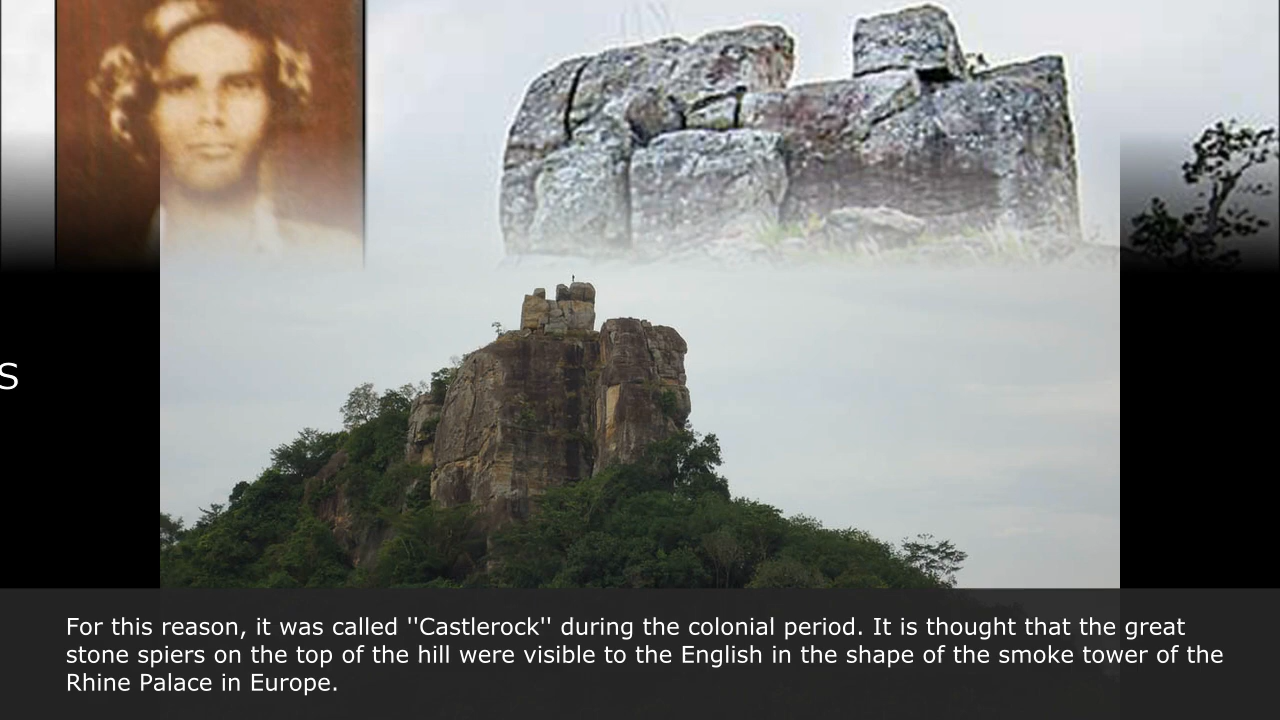 S
For this reason, it was called ''Castlerock'' during the colonial period. It is thought that the great
stone spiers on the top of the hill were visible to the English in the shape of the smoke tower of the
Rhine Palace in Europe.